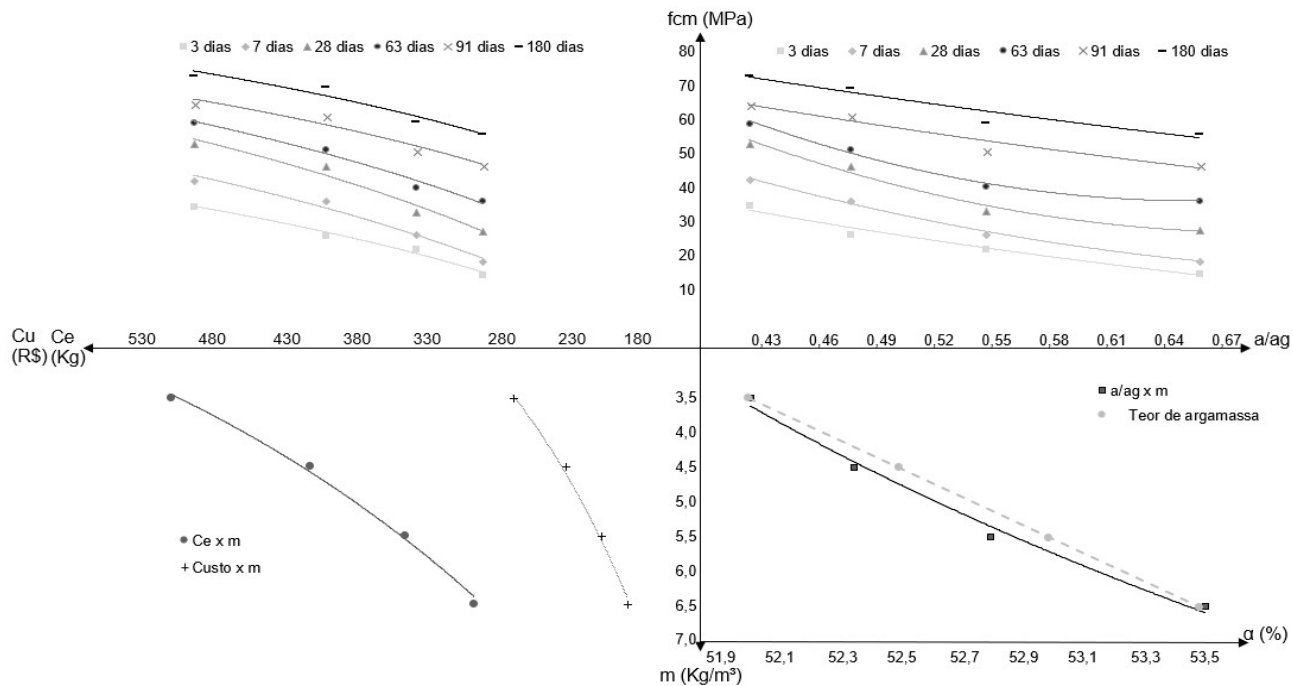 fcm (MPa)
3 dias 7 dias 28 dias 63 dias 91 dias 180 dias
3 dias 7 dias 28 dias 63 dias 91 dias 180 dias
80
70
60
50
40
30
20
10
Cu Ce
(R$) (Kg)
530 480 430 380 330 280 230 180
0,43 0,46 0,49 0,52 0,55 0,58 0,61 0,64 0,67
a/ag
3,5
4,0
4,5
5,0
5,5
6,0
6,5
7,0
a/ag x m
Teor de argamassa
Ce x m
Custo x m
α (%)
51,9 52,1 52,3 52,5 52,7 52,9 53,1 53,3 53,5
m (Kg/m³)